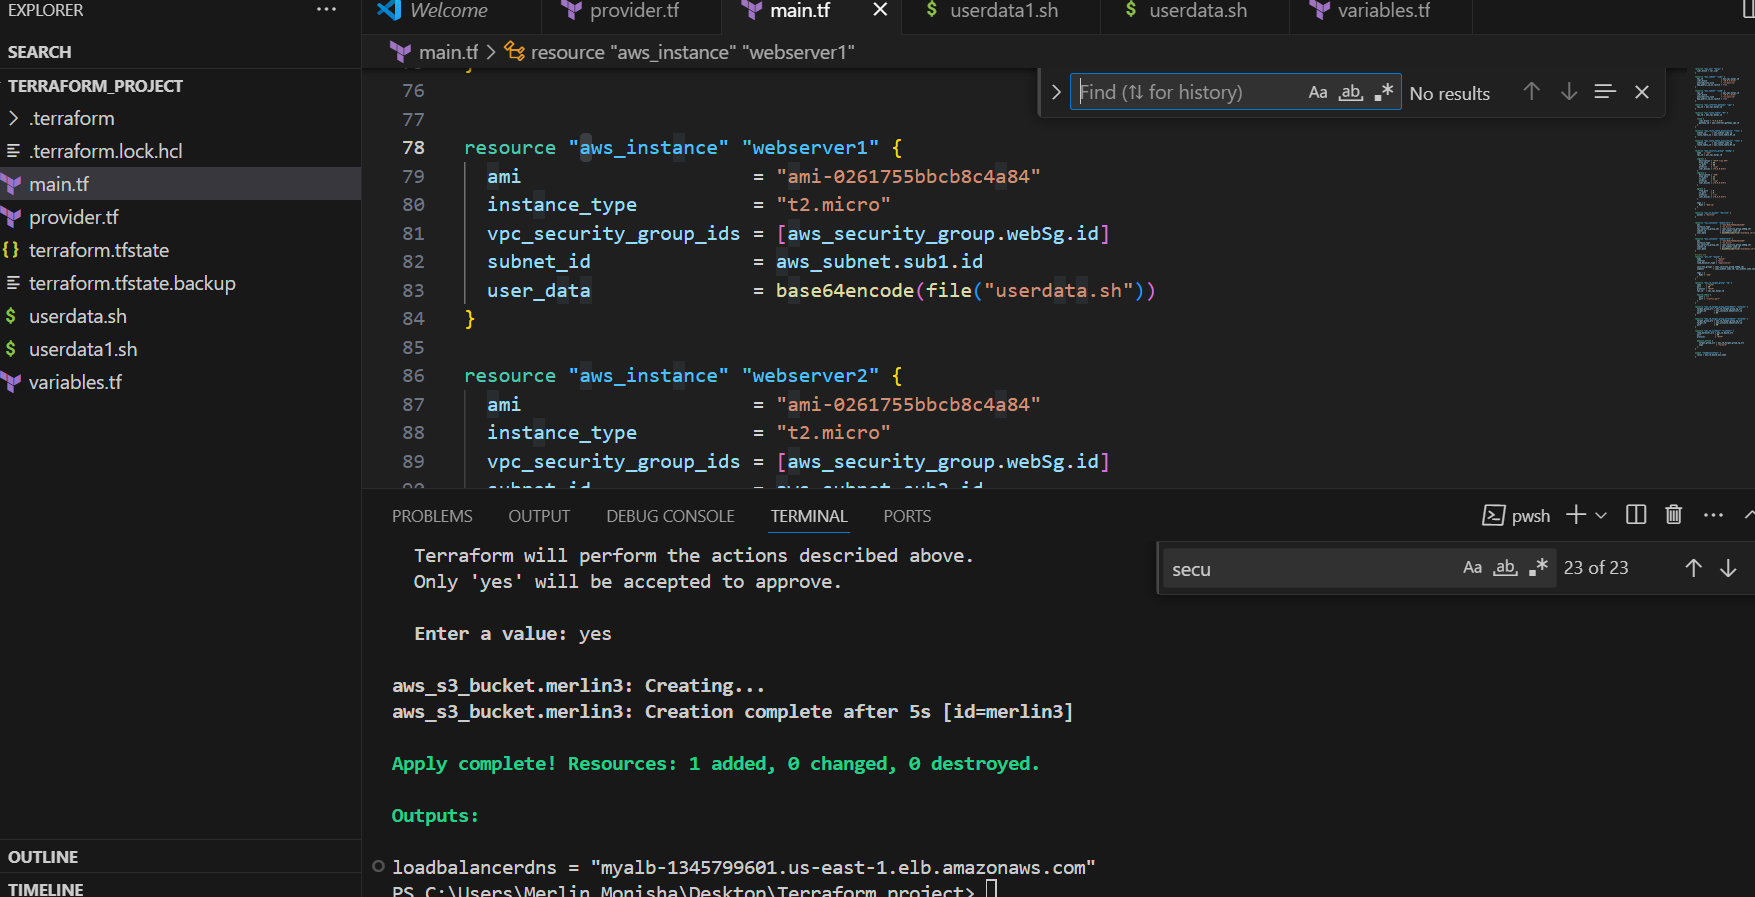 EXPLORER
SEARCH
TERRAFORM_PROJECT
.terraform
.terraform.lock.hcl
main.tf
provider.tf
terraform.tfstate
terraform.tfstate.backup
userdata.sh
userdata1.sh
variables.tf
OUTLINE
TIMELINE
Welcome provider.tf main.tf userdata1.sh userdata.sh variables.tf
main.tf > resource "aws_instance" "webserver1"
Find (⇅ for history) Aa ab .* No results
76
77
78 resource "aws_instance" "webserver1" {
79 ami = "ami-0261755bbcb8c4a84"
80 instance_type = "t2.micro"
81 vpc_security_group_ids = [aws_security_group.webSg.id]
82 subnet_id = aws_subnet.sub1.id
83 user_data = base64encode(file("userdata.sh"))
84 }
85
86 resource "aws_instance" "webserver2" {
87 ami = "ami-0261755bbcb8c4a84"
88 instance_type = "t2.micro"
89 vpc_security_group_ids = [aws_security_group.webSg.id]
90 subnet_id = aws_subnet.sub2.id
PROBLEMS OUTPUT DEBUG CONSOLE TERMINAL PORTS pwsh
secu Aa ab .* 23 of 23
Terraform will perform the actions described above.
Only 'yes' will be accepted to approve.
Enter a value: yes
aws_s3_bucket.merlin3: Creating...
aws_s3_bucket.merlin3: Creation complete after 5s [id=merlin3]
Apply complete! Resources: 1 added, 0 changed, 0 destroyed.
Outputs:
loadbalancerdns = "myalb-1345799601.us-east-1.elb.amazonaws.com"
PS C:\Users\Merlin Monisha\Desktop\Terraform_project>